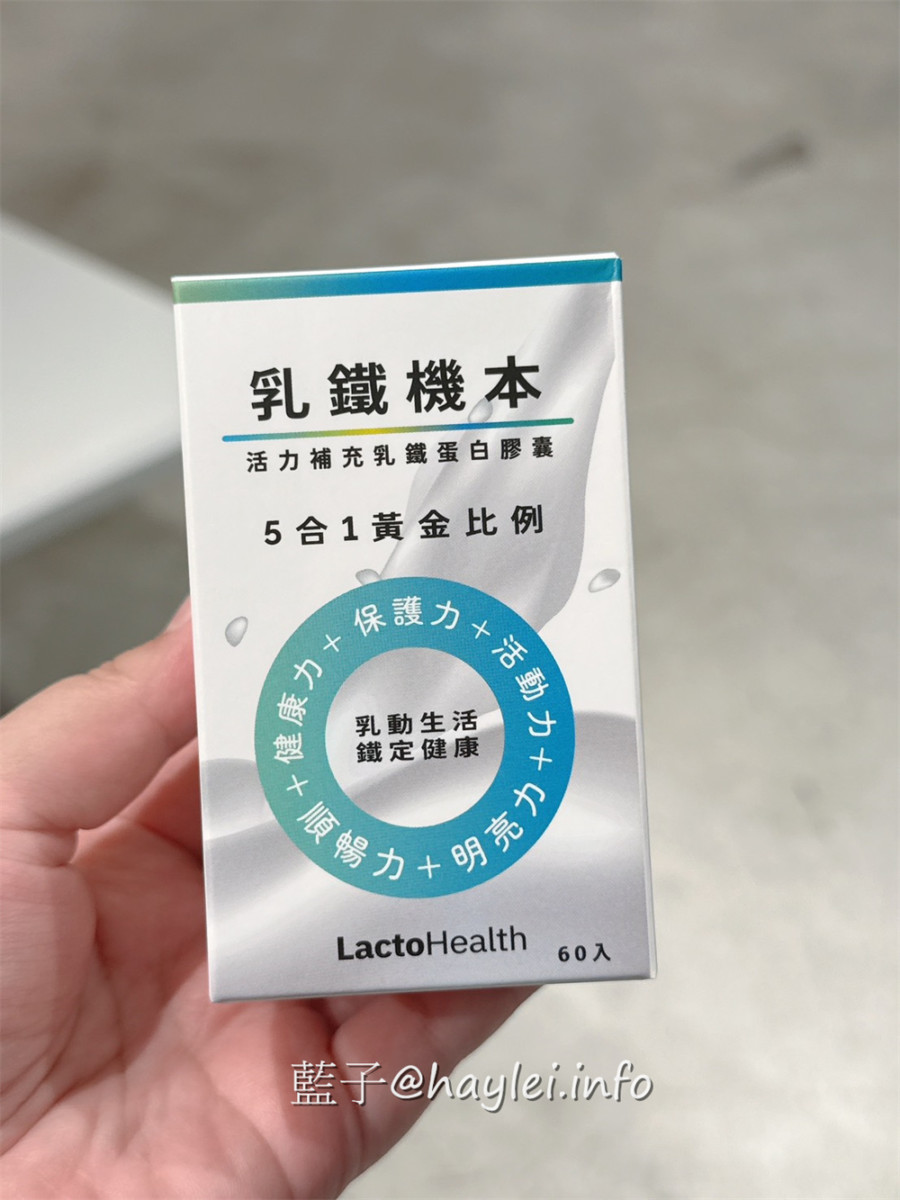 乳鐵機本
活力補充乳鐵蛋白膠囊
5合1黃金比例
保護力+活動力+明亮力+順暢力+健康力+
乳動生活
鐵定健康
LactoHealth
60入
藍子@haylei.info